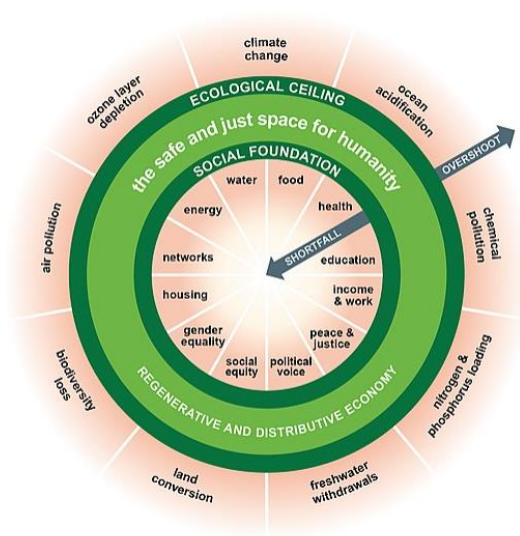 climate
change
ocean
acidification
chemical
pollution
nitrogen &
phosphorus loading
freshwater
withdrawals
land
conversion
biodiversity
loss
air pollution
ozone layer
depletion
ECOLOGICAL CEILING
OVERSHOOT
the safe and just space for humanity
SOCIAL FOUNDATION
water
food
health
SHORTFALL
education
income
& work
peace &
justice
political
voice
social
equity
gender
equality
housing
networks
energy
REGENERATIVE AND DISTRIBUTIVE ECONOMY